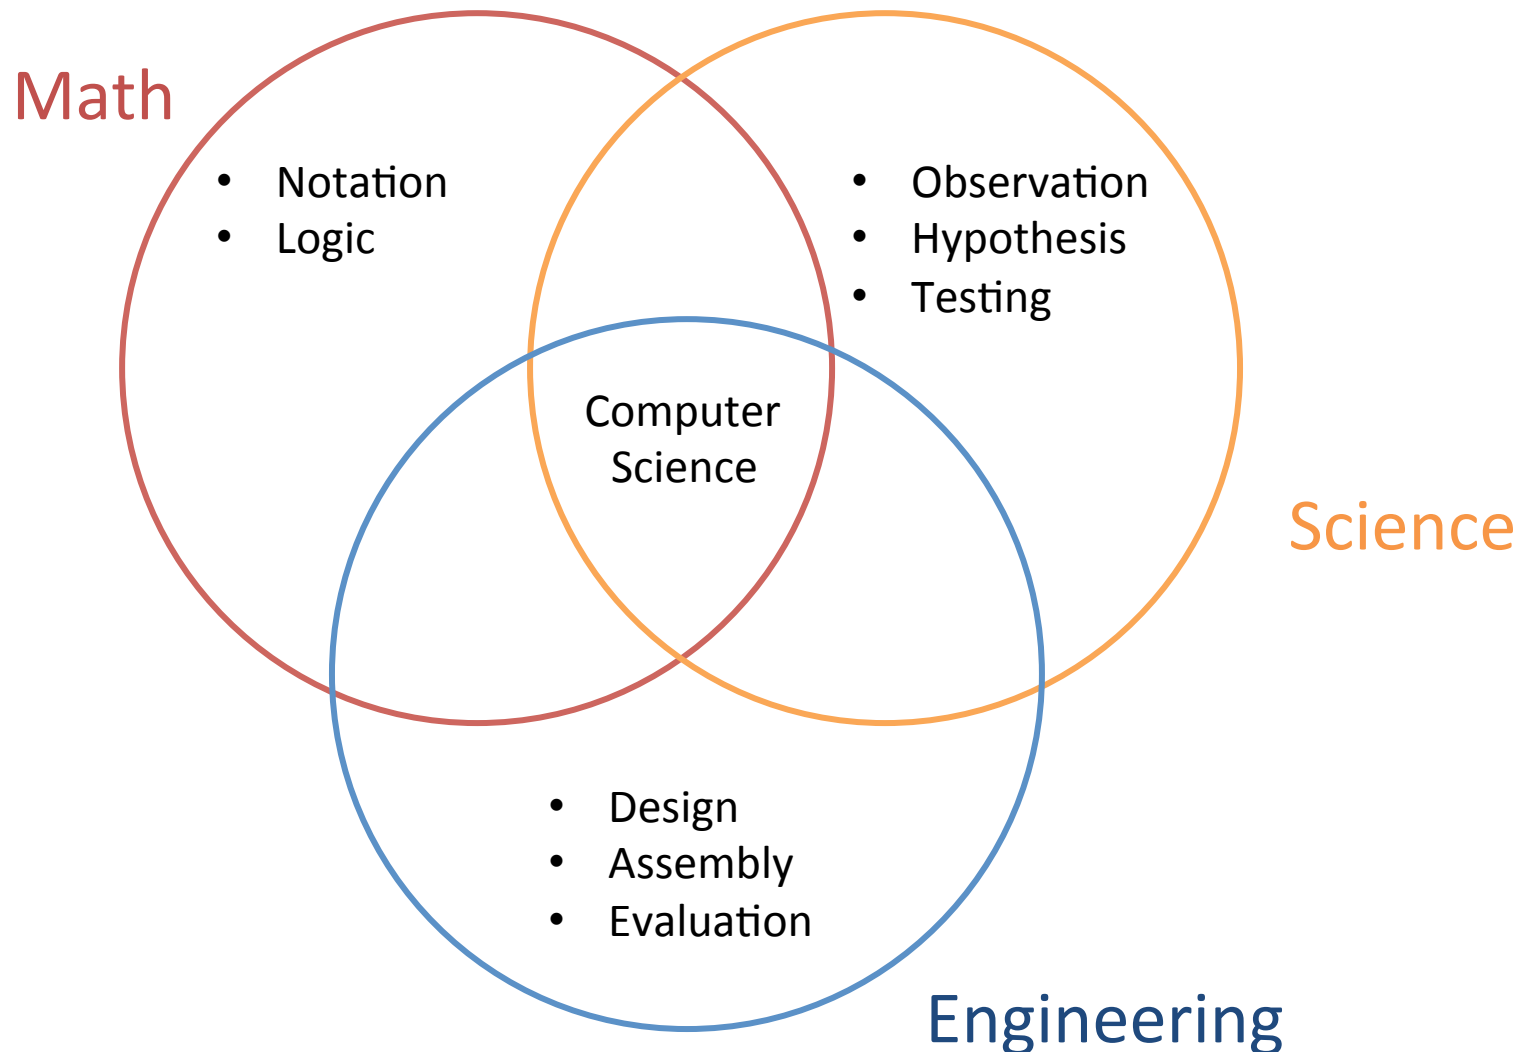 Math
• Notation
• Logic
• Observation
• Hypothesis
• Testing
Computer
Science
Science
• Design
• Assembly
• Evaluation
Engineering